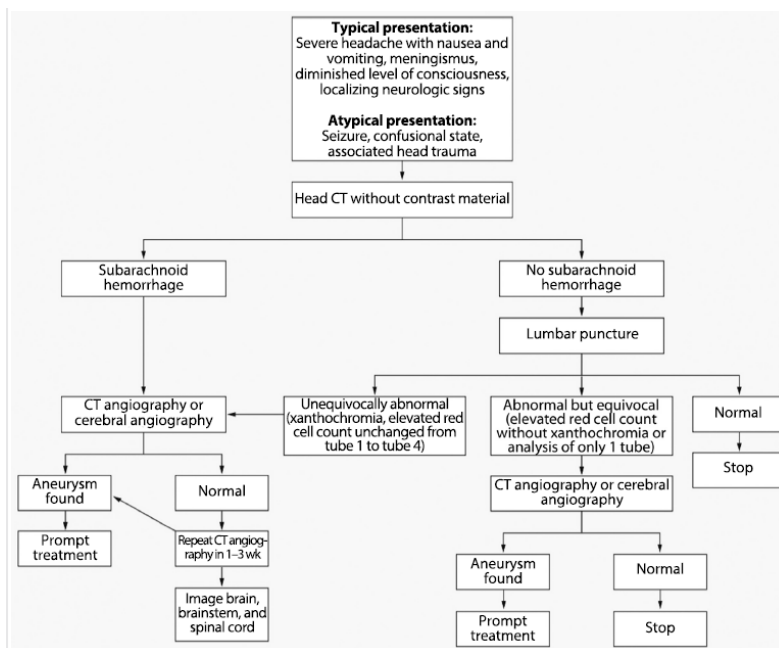 Typical presentation:
Severe headache with nausea and
vomiting, meningismus,
diminished level of consciousness,
localizing neurologic signs
Atypical presentation:
Seizure, confusional state,
associated head trauma
Head CT without contrast material
Subarachnoid
hemorrhage
No subarachnoid
hemorrhage
Lumbar puncture
CT angiography or
cerebral angiography
Unequivocally abnormal
(xanthochromia, elevated red
cell count unchanged from
tube 1 to tube 4)
Abnormal but equivocal
(elevated red cell count
without xanthochromia or
analysis of only 1 tube)
Normal
Stop
Aneurysm
found
Normal
CT angiography or cerebral
angiography
Prompt
treatment
Repeat CT angiog-
raphy in 1–3 wk
Image brain,
brainstem, and
spinal cord
Aneurysm
found
Normal
Prompt
treatment
Stop